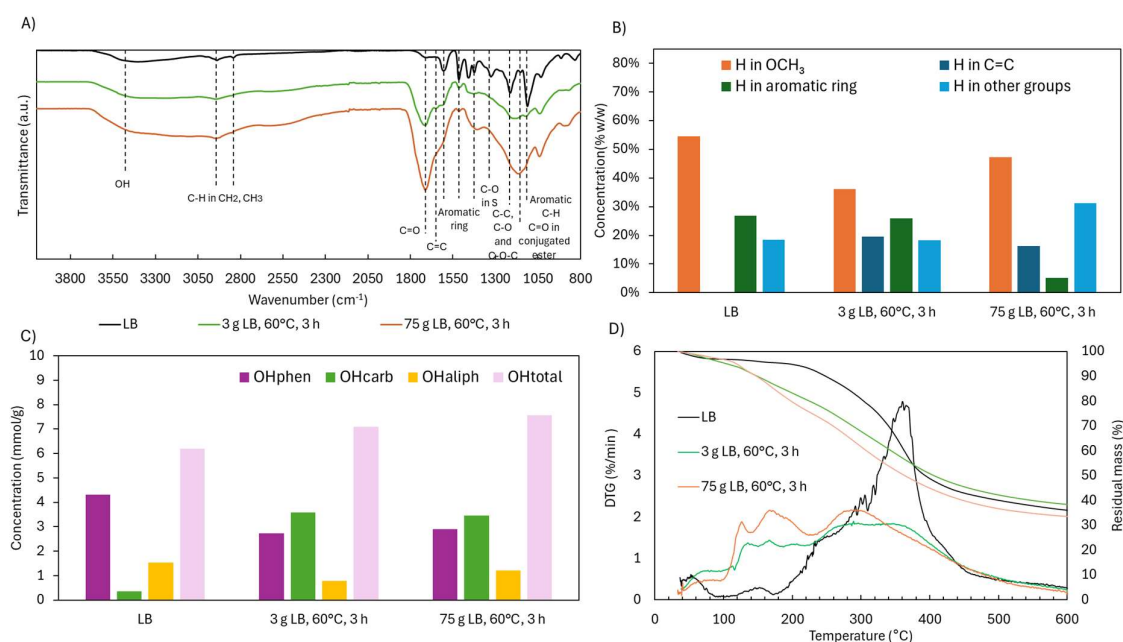 A)
Transmittance (a.u.)
OH
C-H in CH2, CH3
C=O
C=C
Aromatic
ring
C-O
in S
C-C,
C-O
and
C-O-C
Aromatic
C-H
C=O in
conjugated
ester
3800 3300 2800 2550 2050 1550 1050 800
Wavenumber (cm-1)
LB 3 g LB, 60°C, 3 h 75 g LB, 60°C, 3 h
B)
Concentration(% w/w)
80%
70%
60%
50%
40%
30%
20%
10%
0%
H in OCH3 H in C=C
H in aromatic ring H in other groups
LB 3 g LB, 60°C, 3 h 75 g LB, 60°C, 3 h
C)
Concentration (mmol/g)
10
9
8
7
6
5
4
3
2
1
0
OHphen OHcarb OHaliph OHtotal
LB 3 g LB, 60°C, 3 h 75 g LB, 60°C, 3 h
D)
DTG (%/min)
6
5
4
3
2
1
0
LB
3 g LB, 60°C, 3 h
75 g LB, 60°C, 3 h
100
90
80
70
60
50
40
30
20
10
0
Residual mass (%)
0 100 200 300 400 500 600
Temperature (°C)